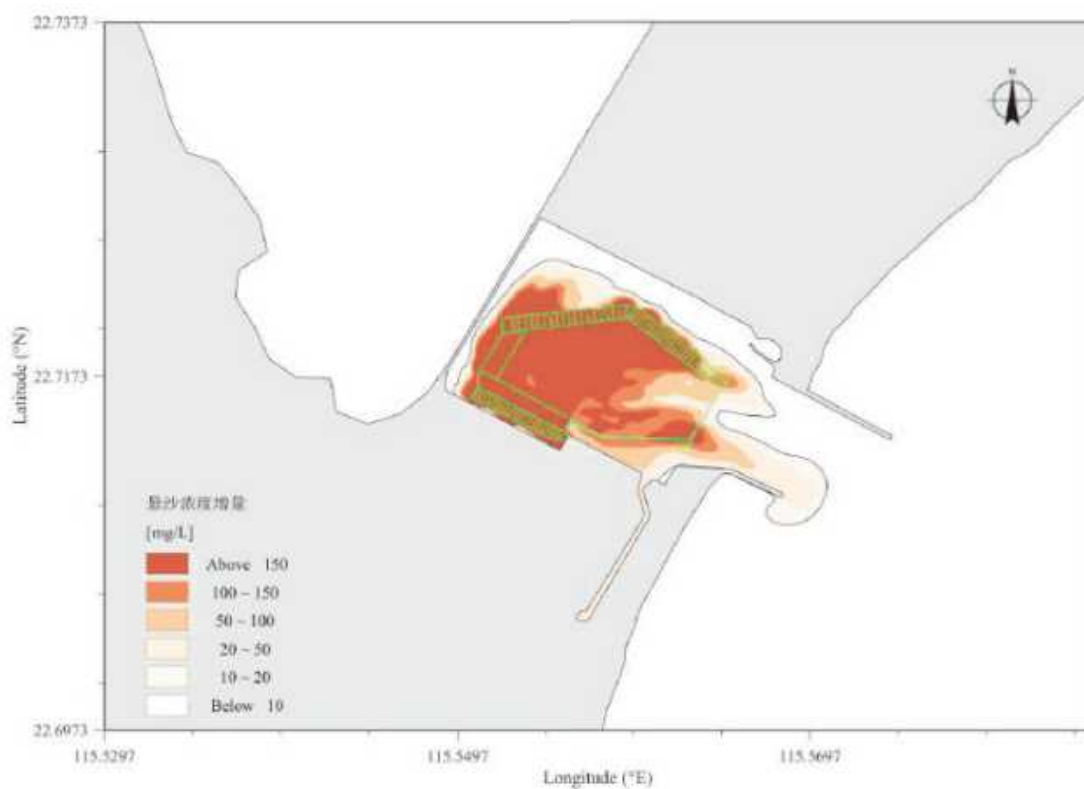 22.7373
N
Latitude (°N)
22.7173
悬沙浓度增量
[mg/L]
Above 150
100 ~ 150
50 ~ 100
20 ~ 50
10 ~ 20
Below 10
22.6973
115.5297
115.5497
115.5697
Longitude (°E)